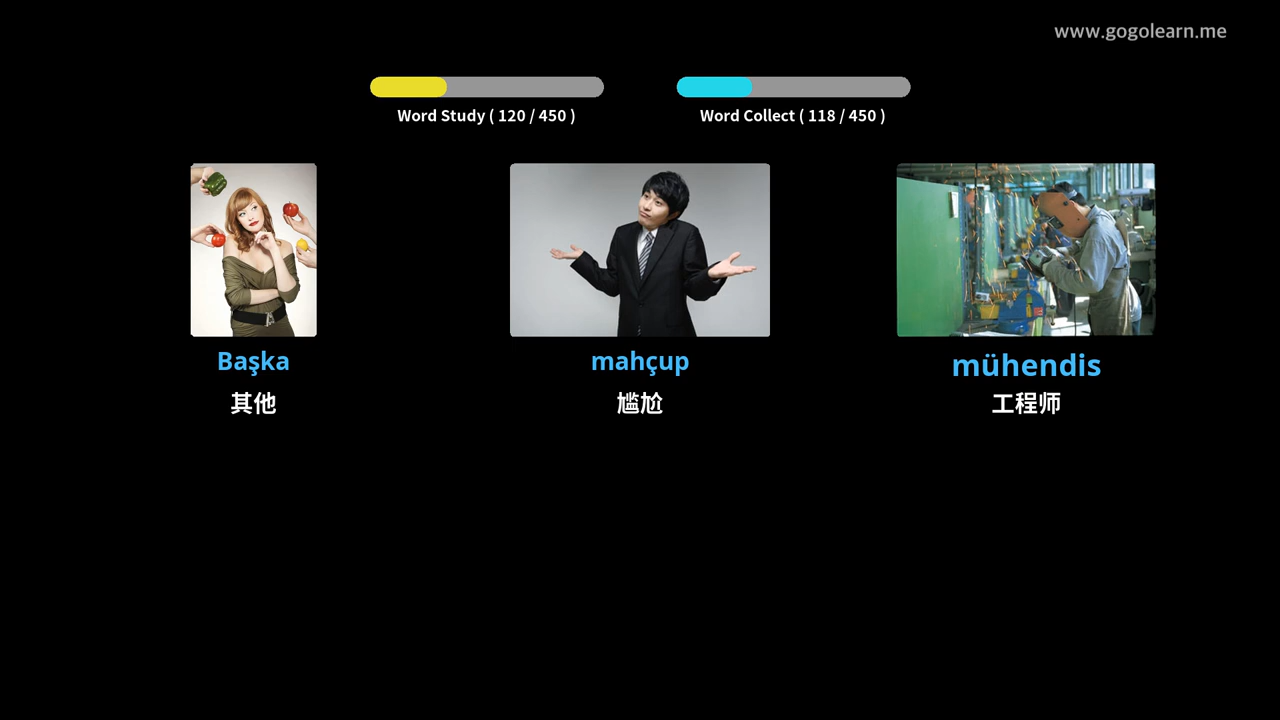 www.gogolearn.me
Word Study ( 120 / 450 )
Word Collect ( 118 / 450 )
Başka
mahçup
mühendis
其他
尴尬
工程师